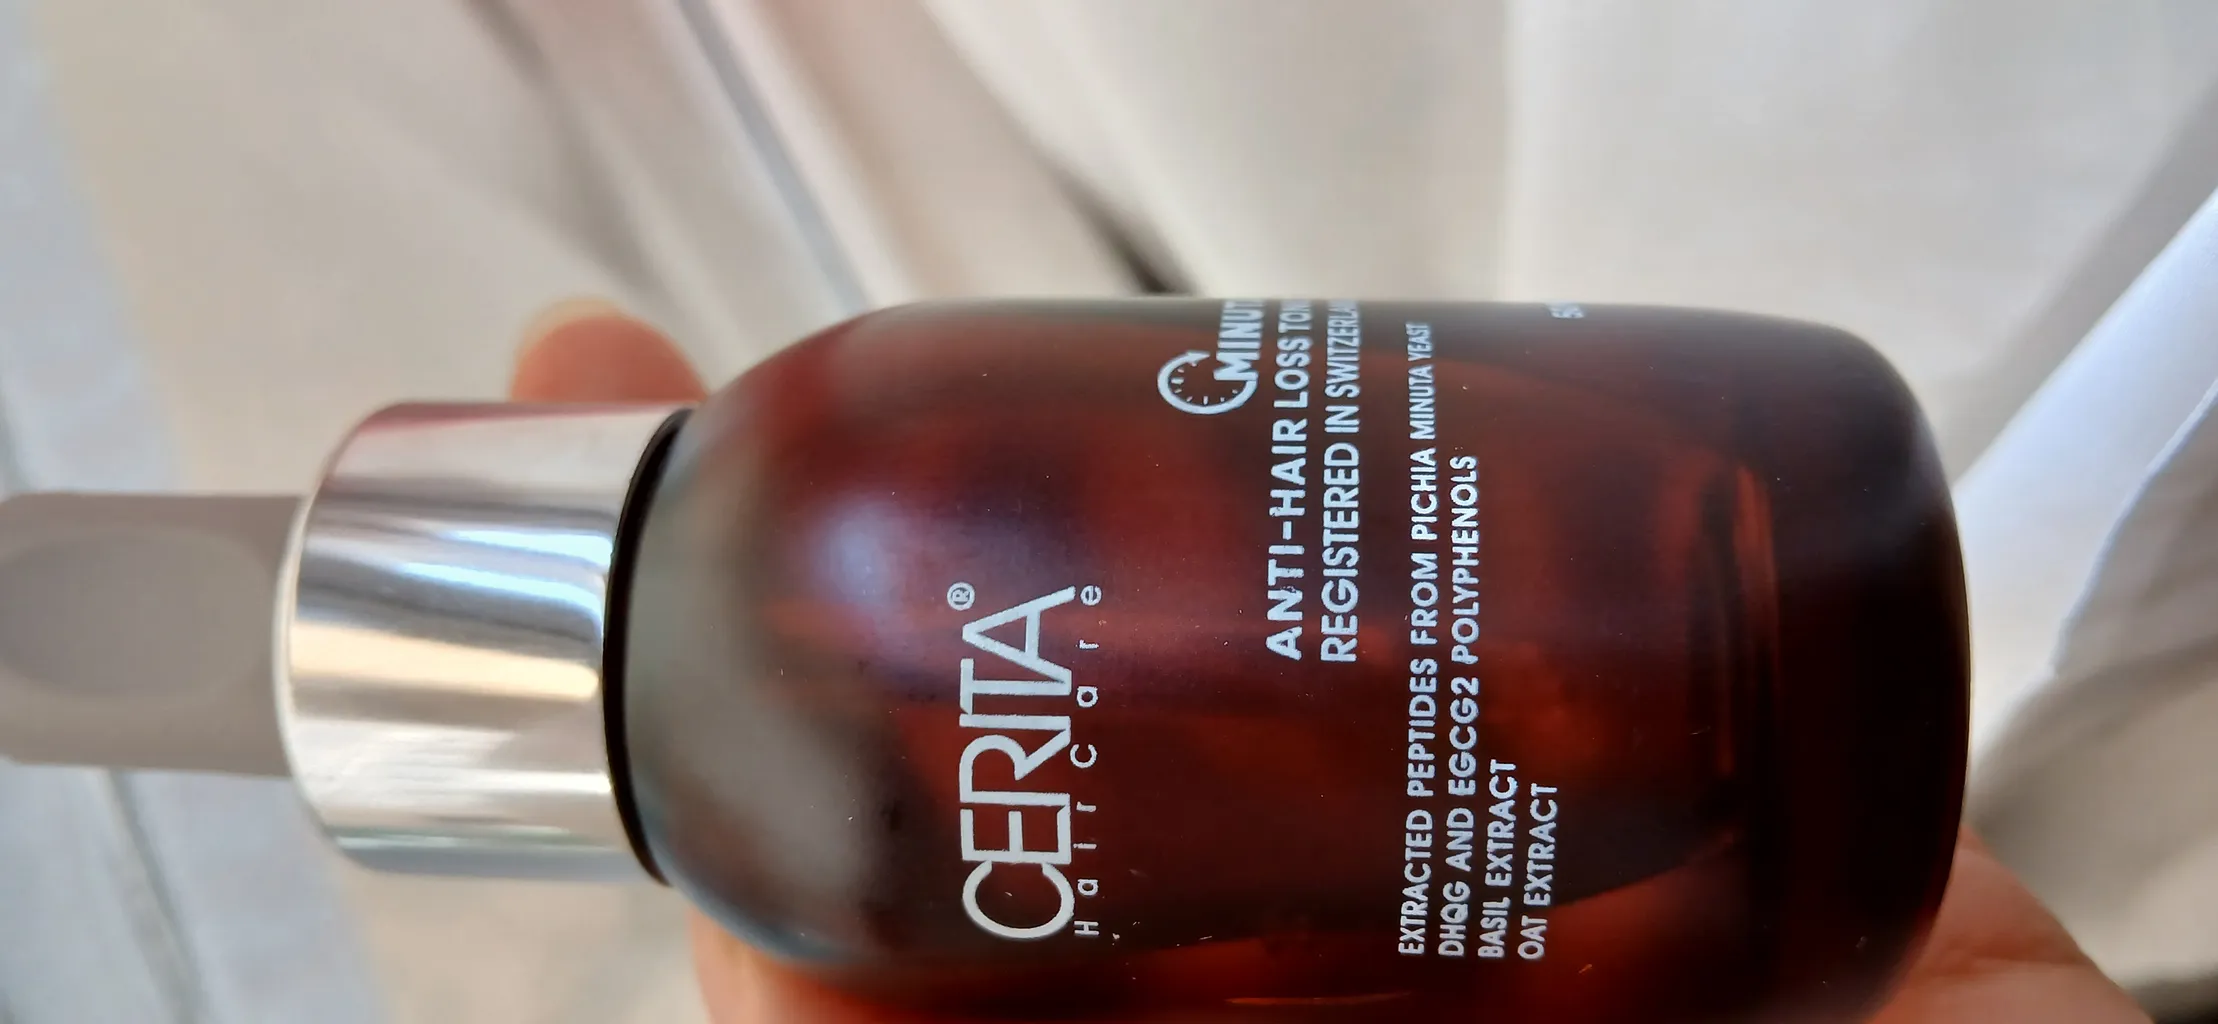 CERITA®
HairCare
ANTI-HAIR LOSS
REGISTERED IN
EXTRACTED PEPTIDES FROM PICHIA MINUTA YEAST
DHQG AND EGCG2 POLYPHENOLS
BASIL EXTRACT
OAT EXTRACT